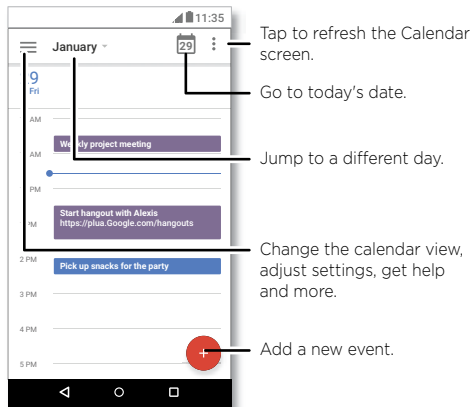 11:35
January
29
Tap to refresh the Calendar
screen.
Go to today's date.
9
Fri
AM
Weekly project meeting
AM
Jump to a different day.
PM
Start hangout with Alexis
https://plua.Google.com/hangouts
PM
Change the calendar view,
adjust settings, get help
and more.
2 PM
Pick up snacks for the party
3 PM
4 PM
Add a new event.
5 PM